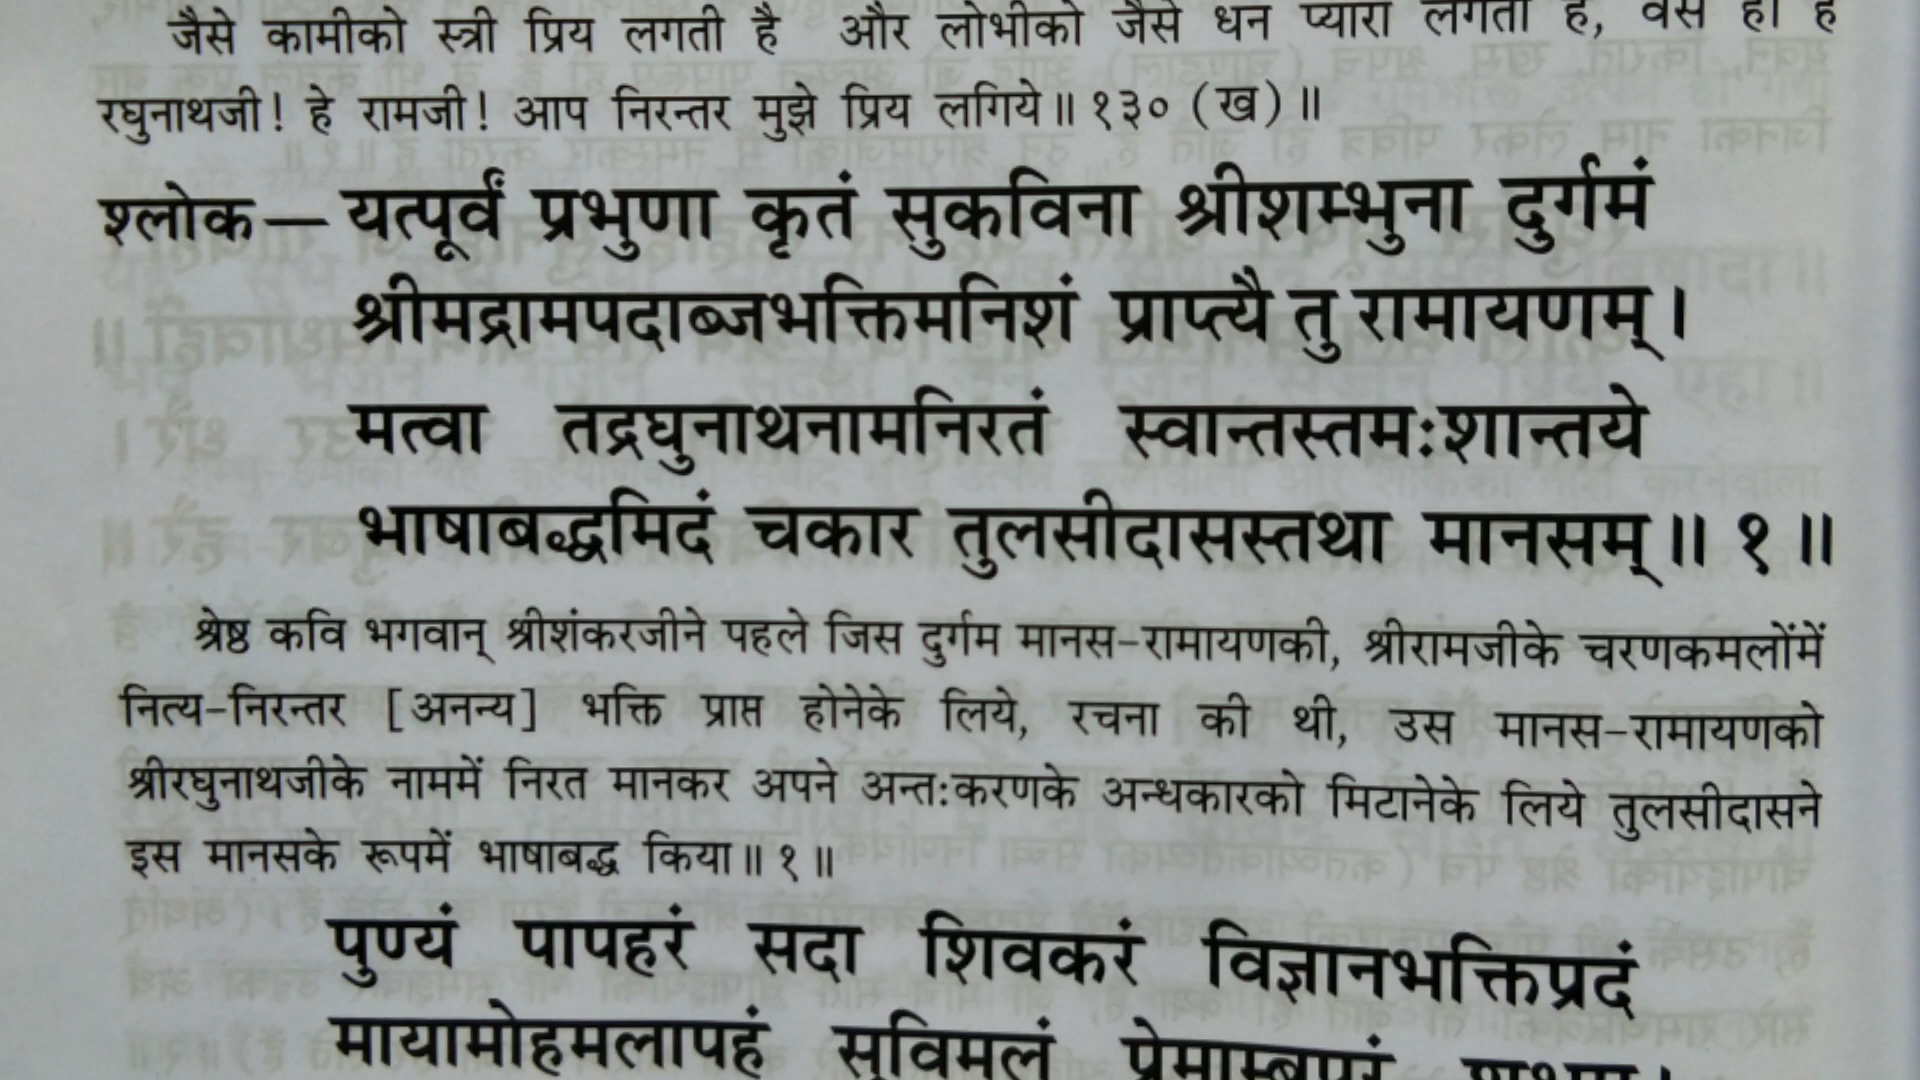 जैसे कामीको स्त्री प्रिय लगती है और लोभीको जैसे धन प्यारा लगता है, वैसे ही हे
रघुनाथजी! हे रामजी! आप निरन्तर मुझे प्रिय लगिये॥ १३० (ख)॥
श्लोक—यत्पूर्वं प्रभुणा कृतं सुकविना श्रीशम्भुना दुर्गमं
श्रीमद्रामपदाब्जभक्तिमनिशं प्राप्त्यै तु रामायणम्।
मत्वा तद्रघुनाथनामनिरतं स्वान्तस्तमःशान्तये
भाषाबद्धमिदं चकार तुलसीदासस्तथा मानसम्॥ १॥
श्रेष्ठ कवि भगवान् श्रीशंकरजीने पहले जिस दुर्गम मानस-रामायणकी, श्रीरामजीके चरणकमलोंमें
नित्य-निरन्तर [अनन्य] भक्ति प्राप्त होनेके लिये, रचना की थी, उस मानस-रामायणको
श्रीरघुनाथजीके नाममें निरत मानकर अपने अन्तःकरणके अन्धकारको मिटानेके लिये तुलसीदासने
इस मानसके रूपमें भाषाबद्ध किया॥ १॥
पुण्यं पापहरं सदा शिवकरं विज्ञानभक्तिप्रदं
मायामोहमलापहं सुविमलं प्रेमाम्बुपूरं शुभम्।